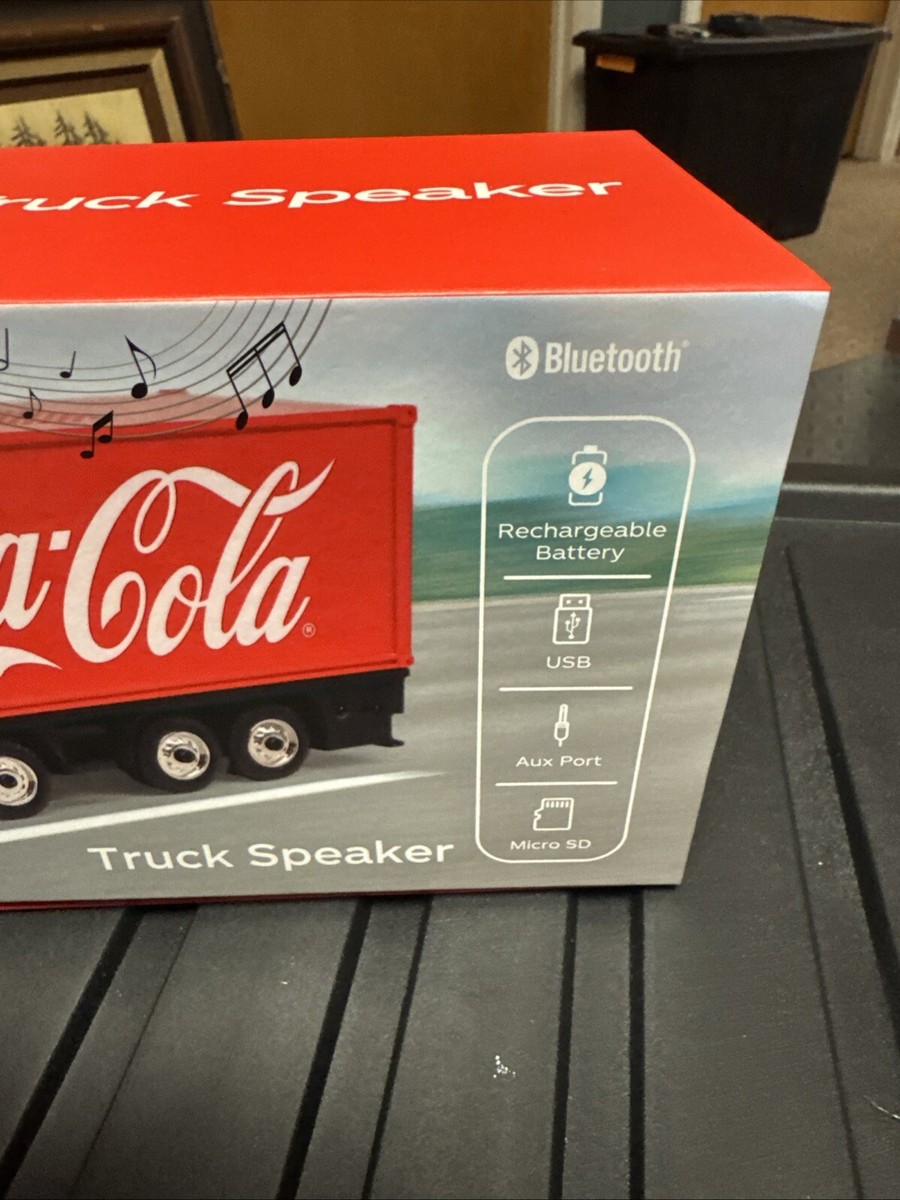 ruck Speaker
Bluetooth®
a-Cola®
Rechargeable
Battery
USB
Aux Port
Micro SD
Truck Speaker